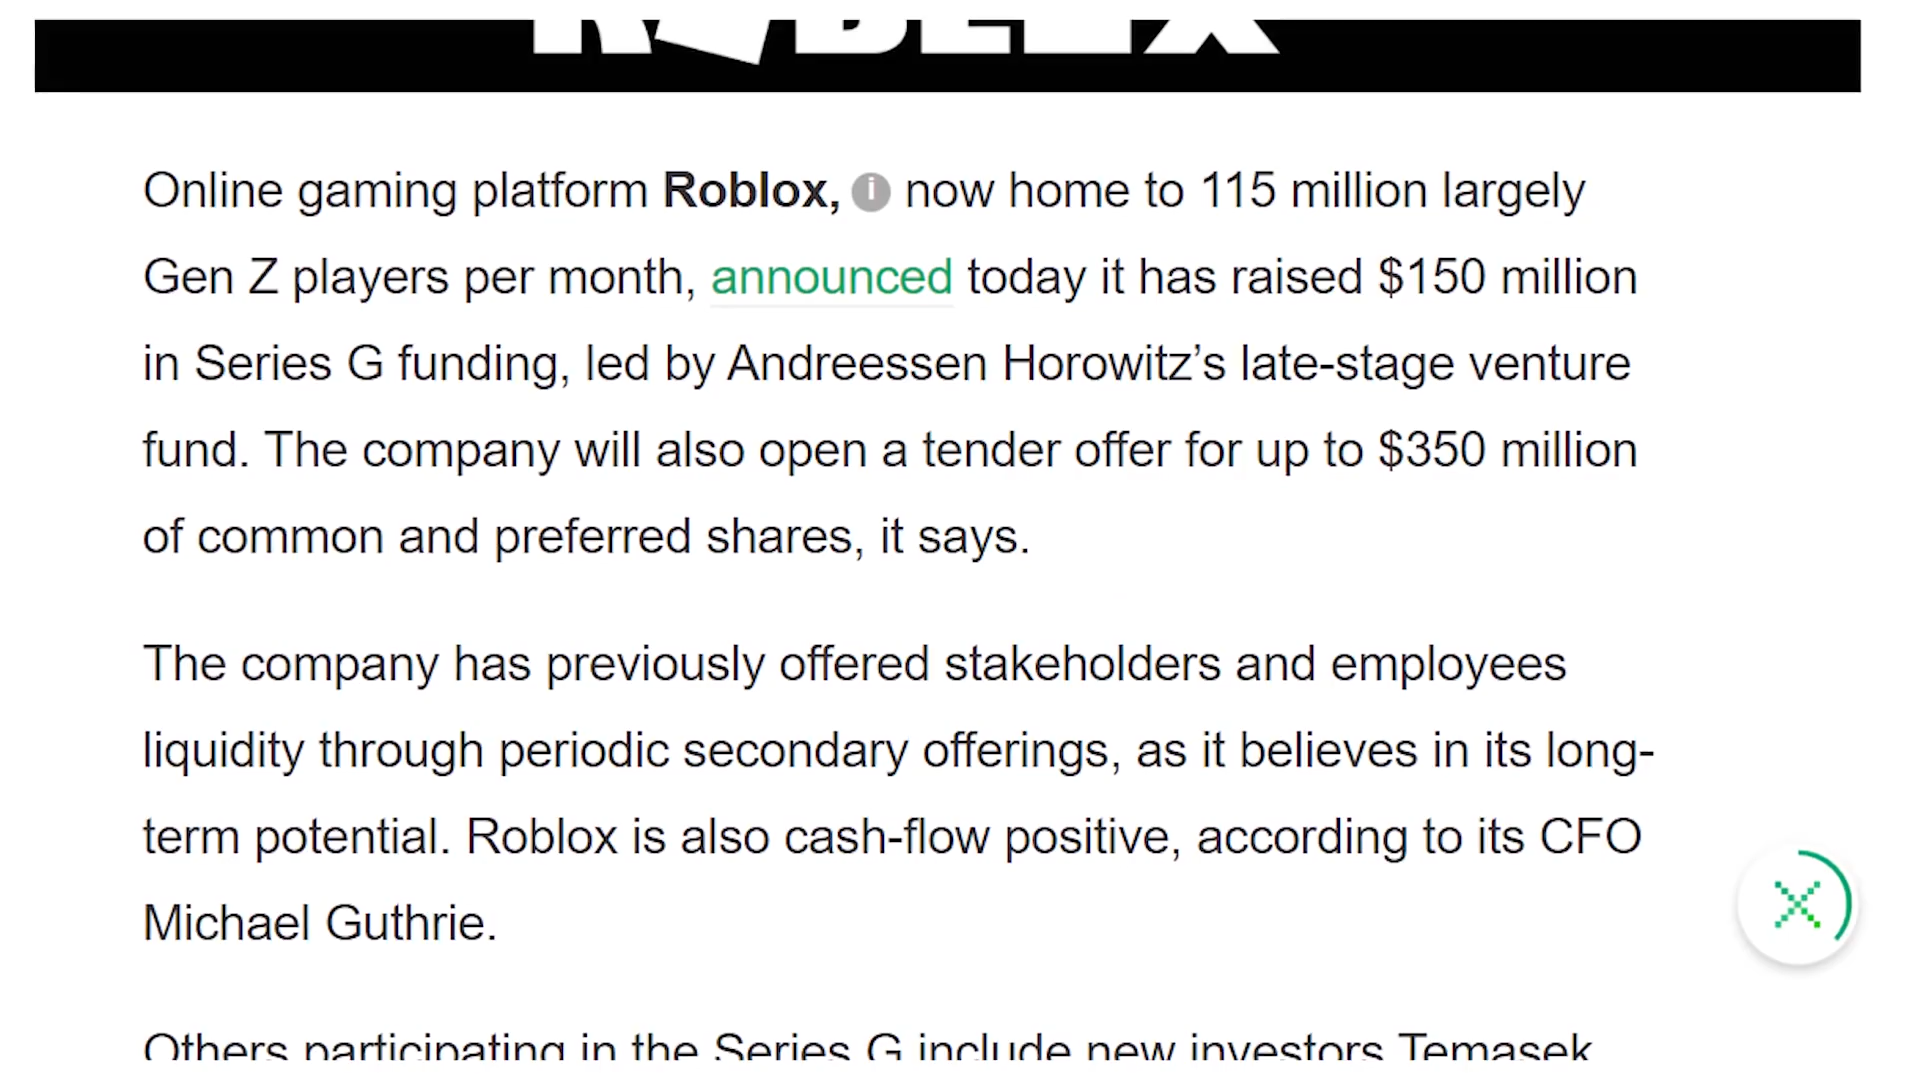 ROBLOX
Online gaming platform Roblox, i now home to 115 million largely
Gen Z players per month, announced today it has raised $150 million
in Series G funding, led by Andreessen Horowitz’s late-stage venture
fund. The company will also open a tender offer for up to $350 million
of common and preferred shares, it says.
The company has previously offered stakeholders and employees
liquidity through periodic secondary offerings, as it believes in its long-
term potential. Roblox is also cash-flow positive, according to its CFO
Michael Guthrie.
Others participating in the Series G include new investors Temasek